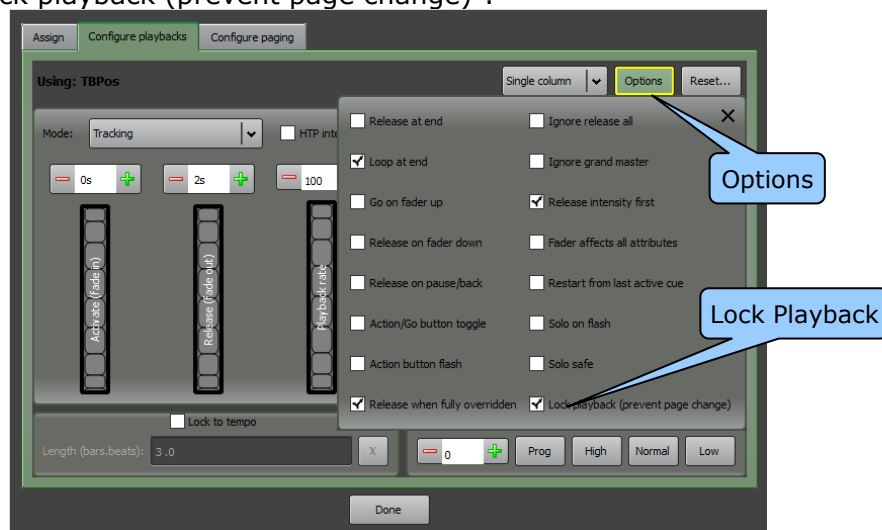 ck playback (prevent page change) .
Assign Configure playbacks Configure paging
Using: TBPos Single column Options Reset...
Mode: Tracking HTP inte
0s 2s 100
Activate (fade in) Release (fade out) Playback rate
Release at end Ignore release all
Loop at end Ignore grand master
Go on fader up Release intensity first
Release on fader down Fader affects all attributes
Release on pause/back Restart from last active cue
Action/Go button toggle Solo on flash
Action button flash Solo safe
Release when fully overridden Lock playback (prevent page change)
Options
Lock Playback
Lock to tempo
Length (bars.beats): 3.0 X 0 Prog High Normal Low
Done